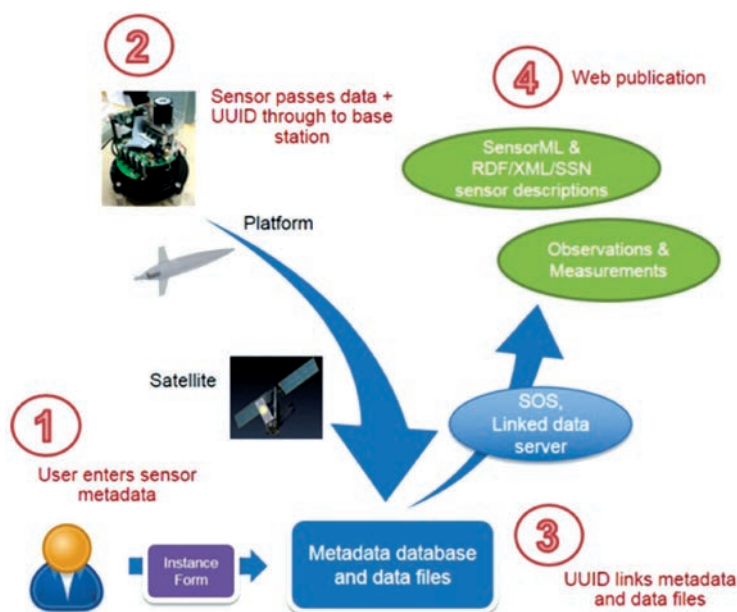 2
Sensor passes data +
UUID through to base
station
4
Web publication
SensorML &
RDF/XML/SSN
sensor descriptions
Observations &
Measurements
Platform
Satellite
SOS,
Linked data
server
1
User enters sensor
metadata
Instance
Form
Metadata database
and data files
3
UUID links metadata
and data files